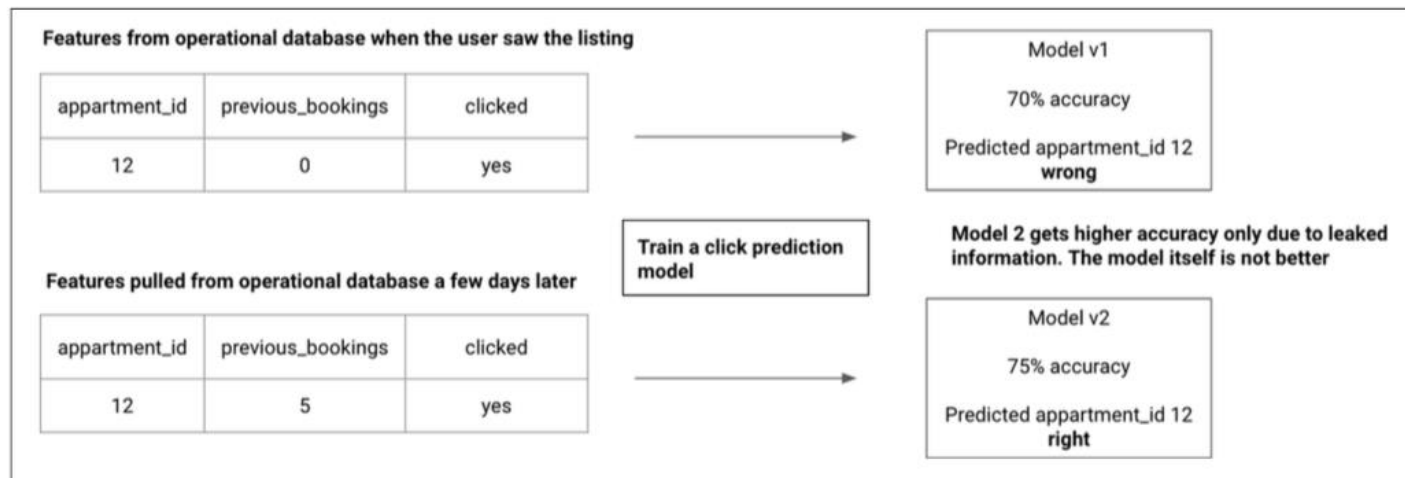 Features from operational database when the user saw the listing
appartment_id previous_bookings clicked
12 0 yes
Model v1
70% accuracy
Predicted appartment_id 12
wrong
Train a click prediction
model
Model 2 gets higher accuracy only due to leaked
information. The model itself is not better
Features pulled from operational database a few days later
appartment_id previous_bookings clicked
12 5 yes
Model v2
75% accuracy
Predicted appartment_id 12
right